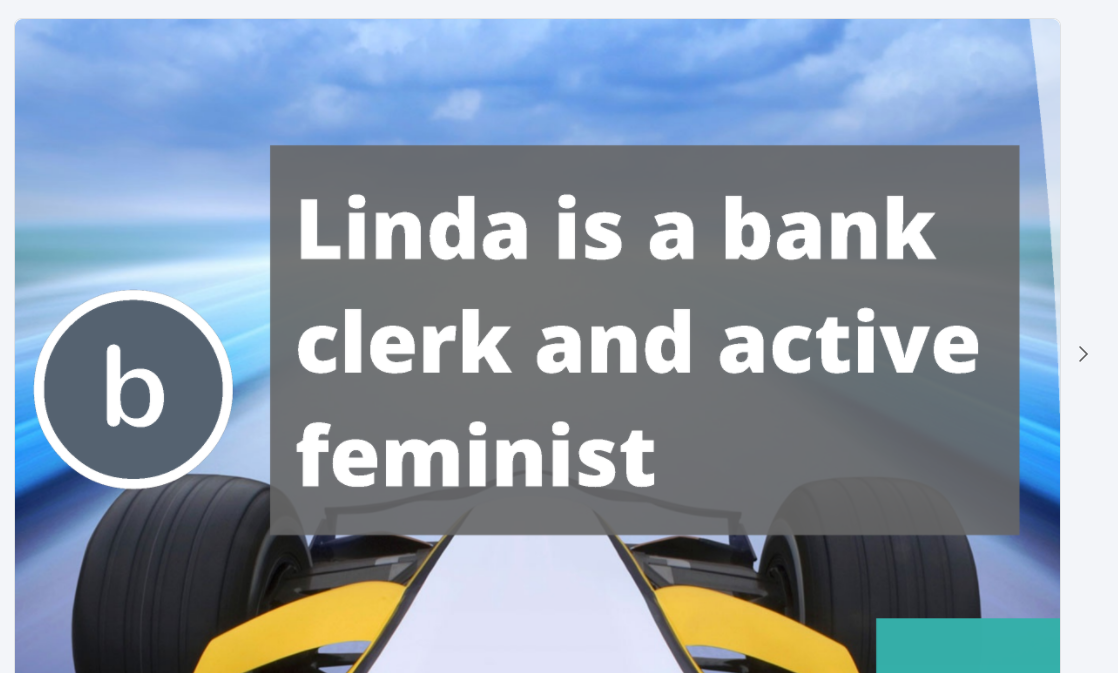 b
Linda is a bank
clerk and active
feminist